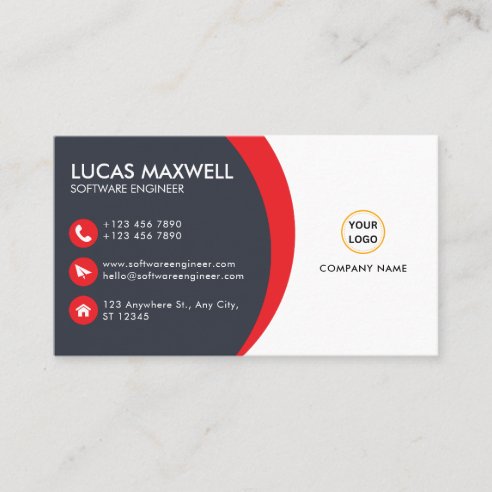 LUCAS MAXWELL
SOFTWARE ENGINEER
+123 456 7890
+123 456 7890
www.softwareengineer.com
hello@softwareengineer.com
123 Anywhere St., Any City,
ST 12345
YOUR
LOGO
COMPANY NAME